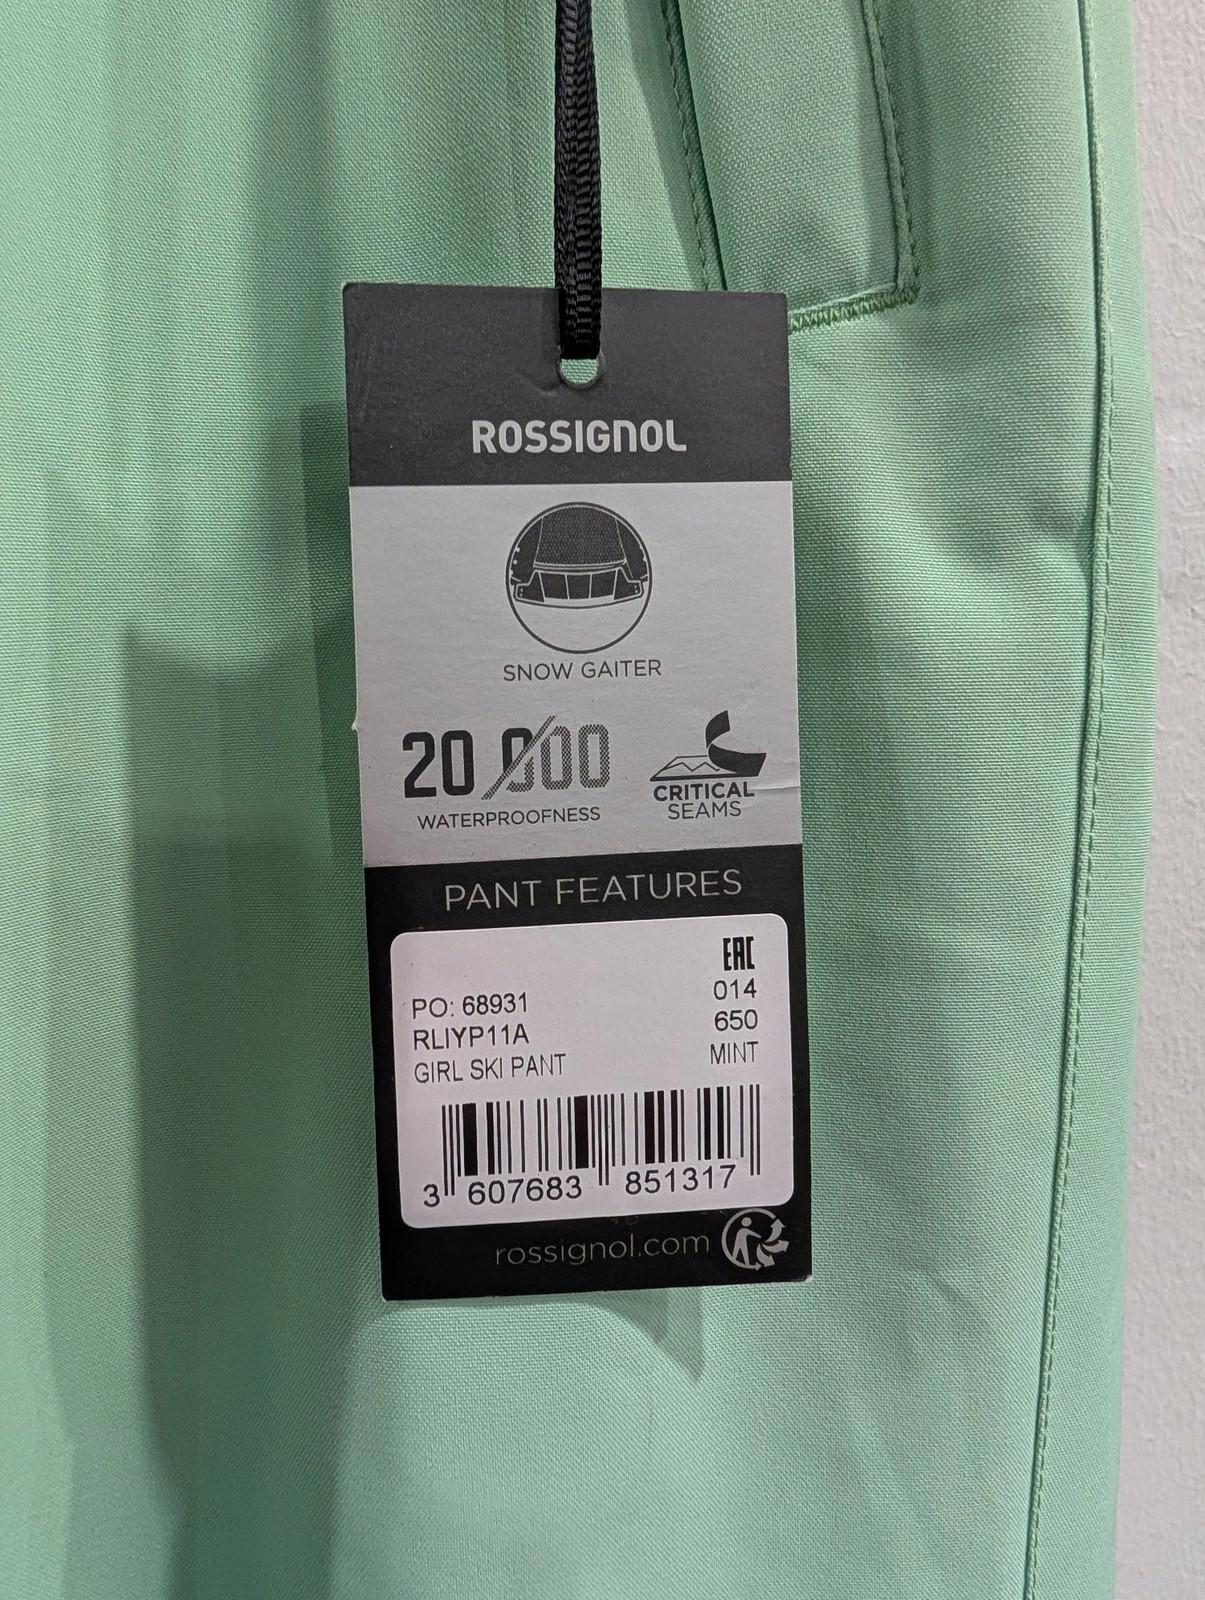 ROSSIGNOL
SNOW GAITER
20 000
WATERPROOFNESS
CRITICAL
SEAMS
PANT FEATURES
EAC
PO: 68931 014
RLIYP11A 650
GIRL SKI PANT MINT
3 607683 851317
rossignol.com